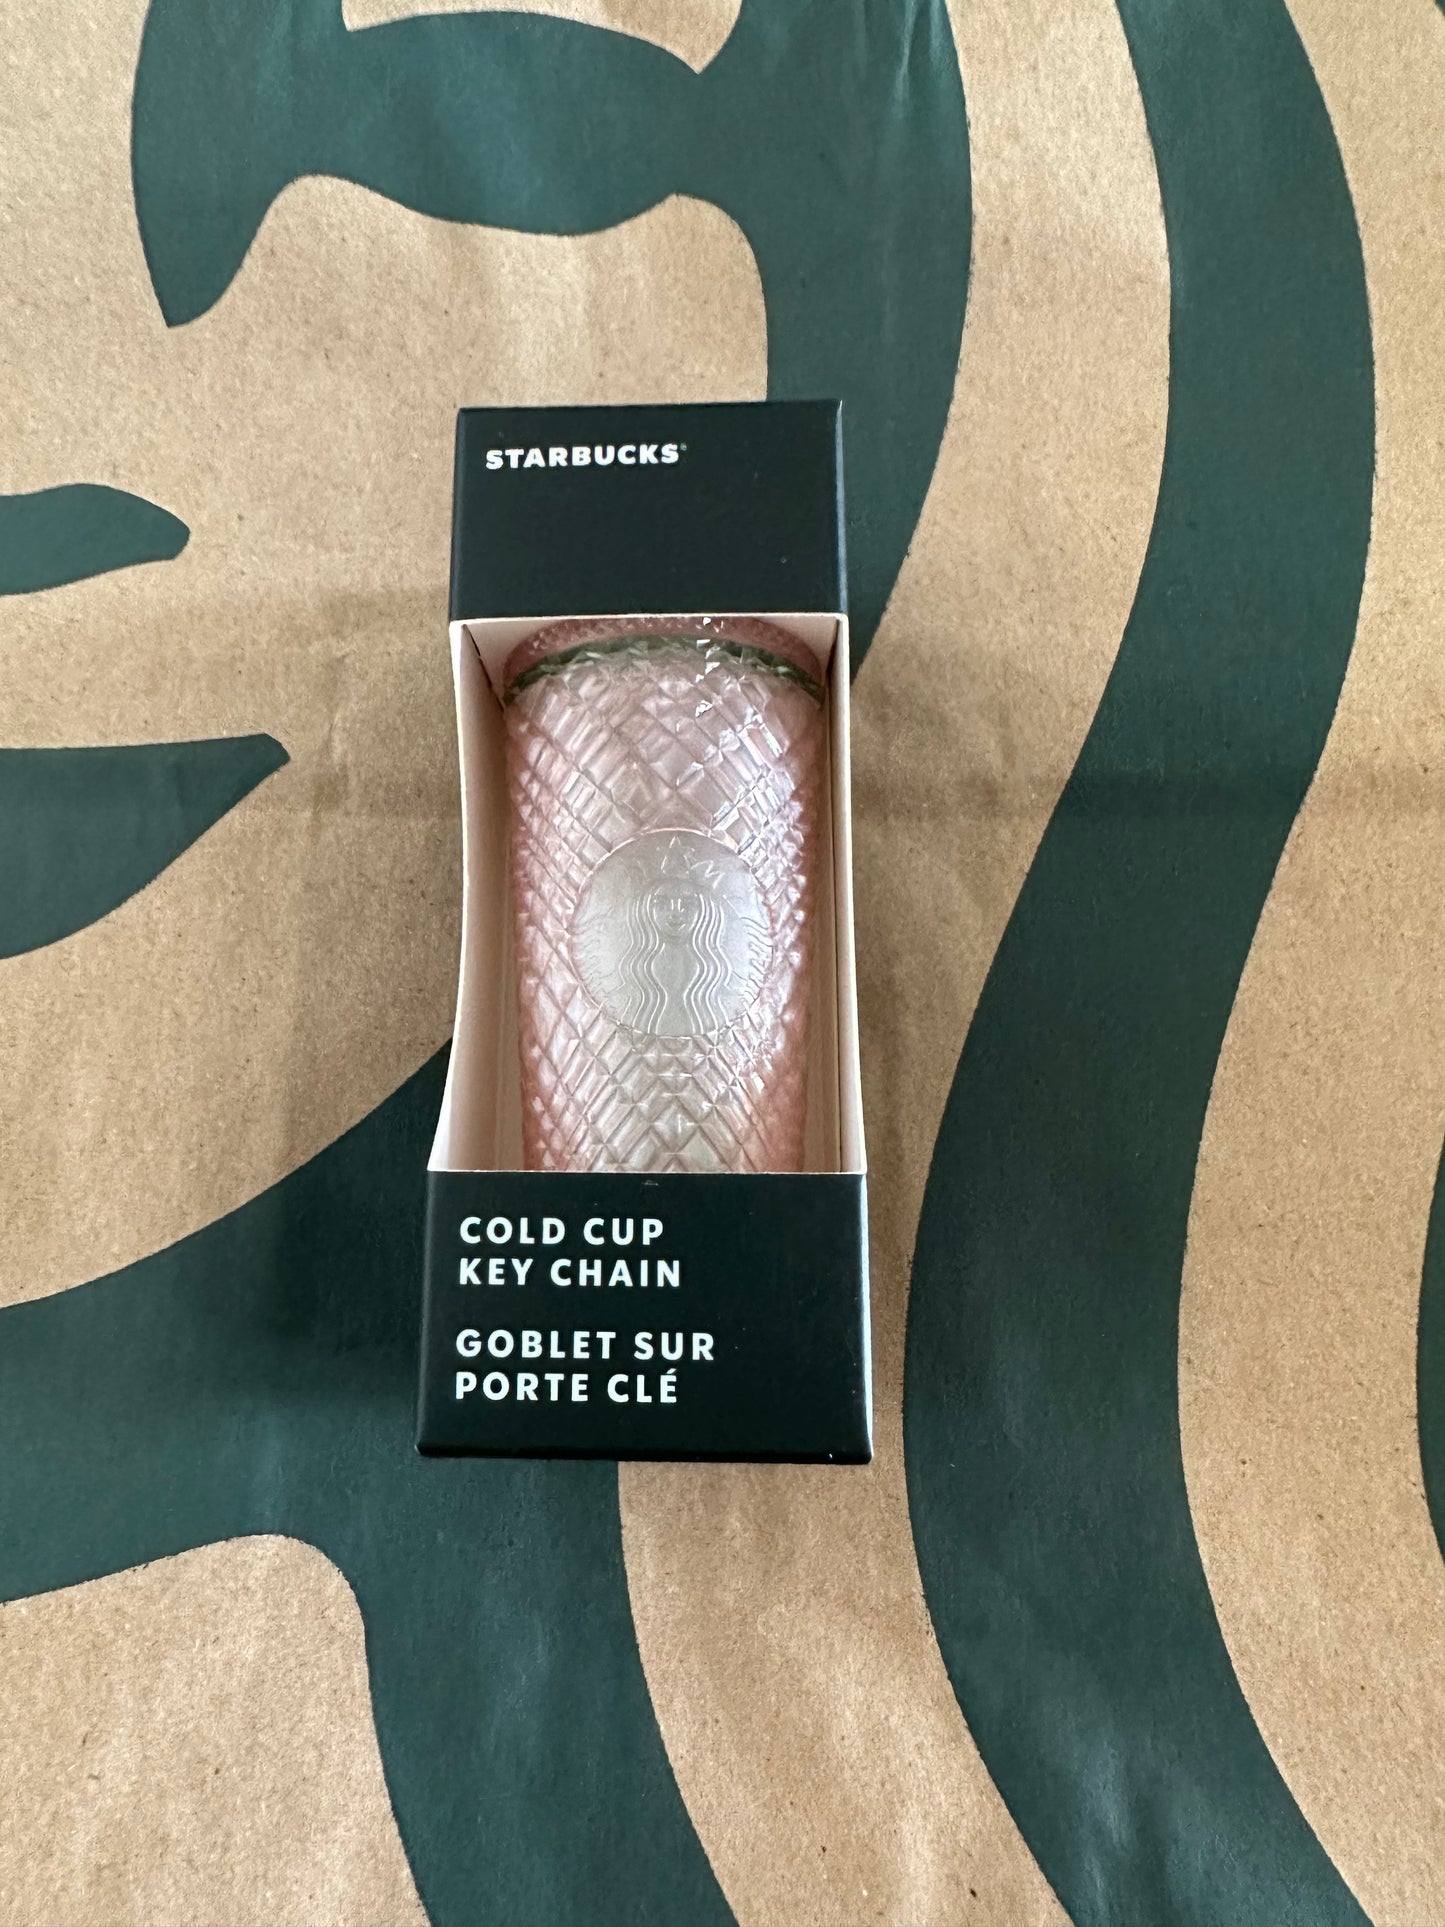 STARBUCKS
COLD CUP
KEY CHAIN
GOBLET SUR
PORTE CLÉ